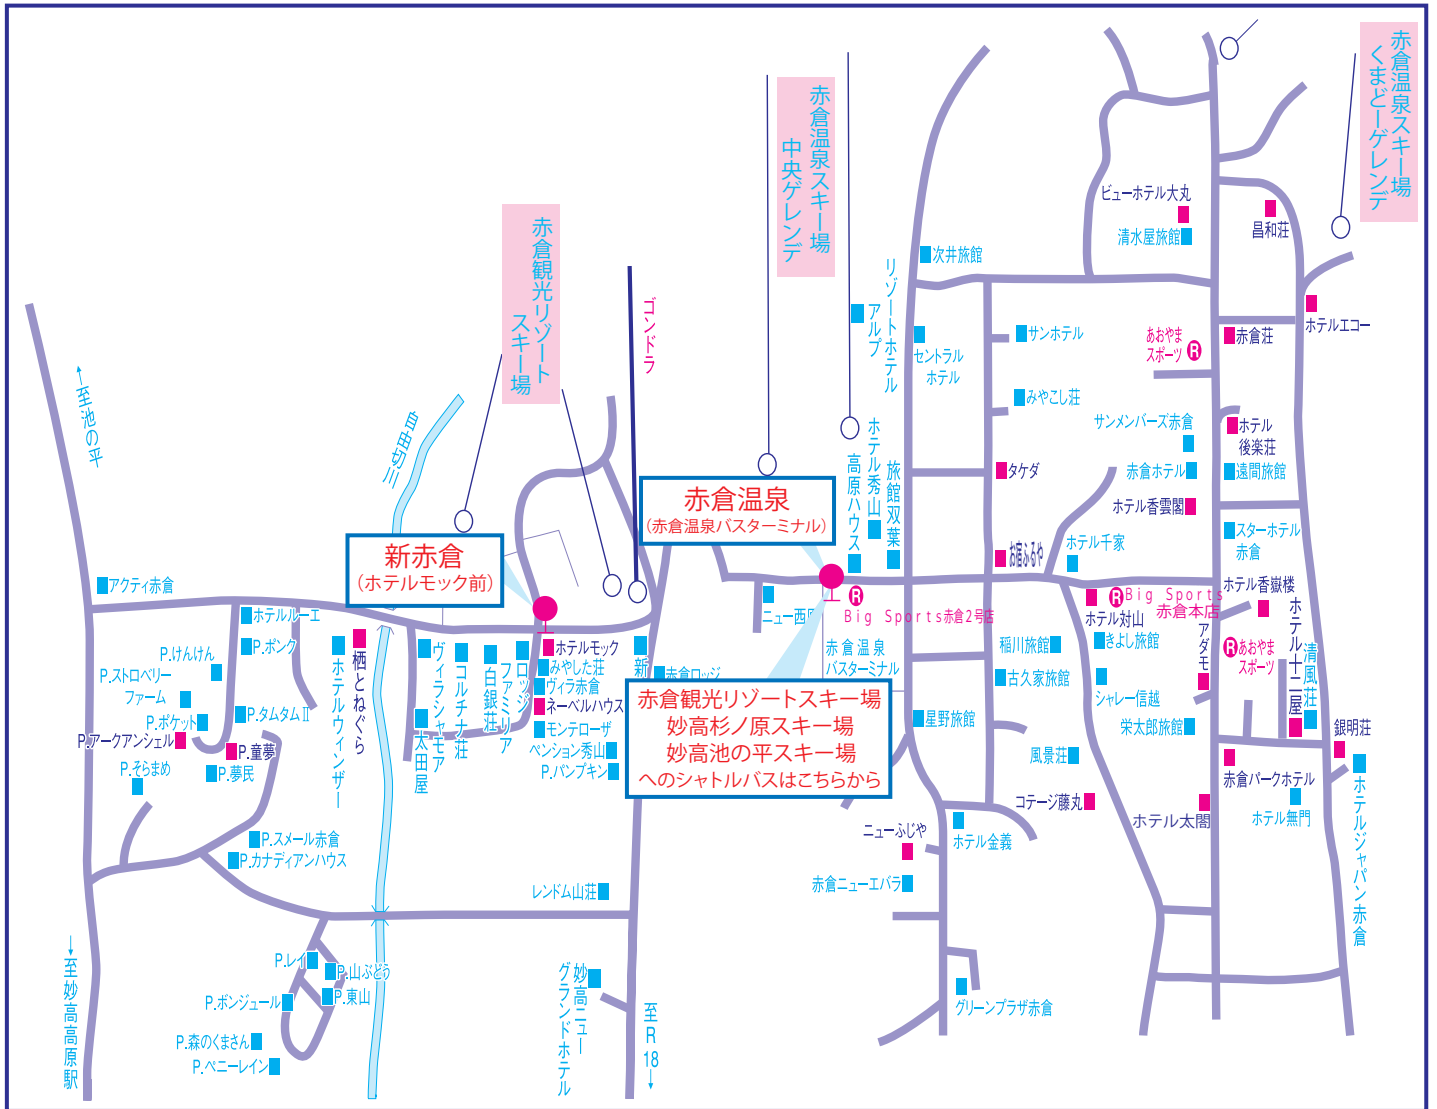 赤倉温泉スキー場
くまどーゲレンデ
赤倉温泉スキー場
中央ゲレンデ
赤倉観光リゾート
スキー場
ゴンドラ
リゾートホテル
アルプ
次井旅館
セントラル
ホテル
サンホテル
みやこし荘
タケダ
お宿ふるや
ビューホテル大丸
清水屋旅館
昌和荘
ホテルエコー
あおやま
スポーツ
R
赤倉荘
サンメンバーズ赤倉
赤倉ホテル
ホテル
後楽荘
遠間旅館
ホテル香雲閣
スターホテル
赤倉
ホテル千家
ホテル秀山
高原ハウス
旅館双葉
←至池の平
白田切川
赤倉温泉
(赤倉温泉バスターミナル)
新赤倉
(ホテルモック前)
アクティ赤倉
ホテルルーエ
P.ポンク
P.けんけん
P.ストロベリー
ファーム
P.ポケット
P.タムタムⅡ
P.アークアンシェル
P.童夢
P.そらまめ
P.夢民
P.スメール赤倉
P.カナディアンハウス
ホテルウィンザー
栖とねぐら
ヴィラシャモア
太田屋
コルチナ荘
白銀荘
ロッジ
ファミリア
ホテルモック
みやした荘
ヴィラ赤倉
ネーベルハウス
モンテローザ
ペンション秀山
P.パンプキン
新
赤倉ロッジ
ニュー西
R
Big Sports赤倉2号店
赤倉温泉
バスターミナル
赤倉観光リゾートスキー場
妙高杉ノ原スキー場
妙高池の平スキー場
へのシャトルバスはこちらから
稲川旅館
古久家旅館
星野旅館
風景荘
コテージ藤丸
ホテル金義
ニューふじや
赤倉ニューエバラ
グリーンプラザ赤倉
R
Big Sports
赤倉本店
ホテル対山
きよし旅館
シャレー信越
栄太郎旅館
アダモ
ホテル太閤
ホテル香嶽楼
R
あおやま
スポーツ
ホテル十二屋
清風荘
銀明荘
赤倉パークホテル
ホテル無門
ホテルジャパン赤倉
レンドム山荘
妙高ニュー
グランドホテル
至R18→
→至妙高高原駅
P.レイ
P.山ぶどう
P.ボンジュール
P.東山
P.森のくまさん
P.ペニーレイン